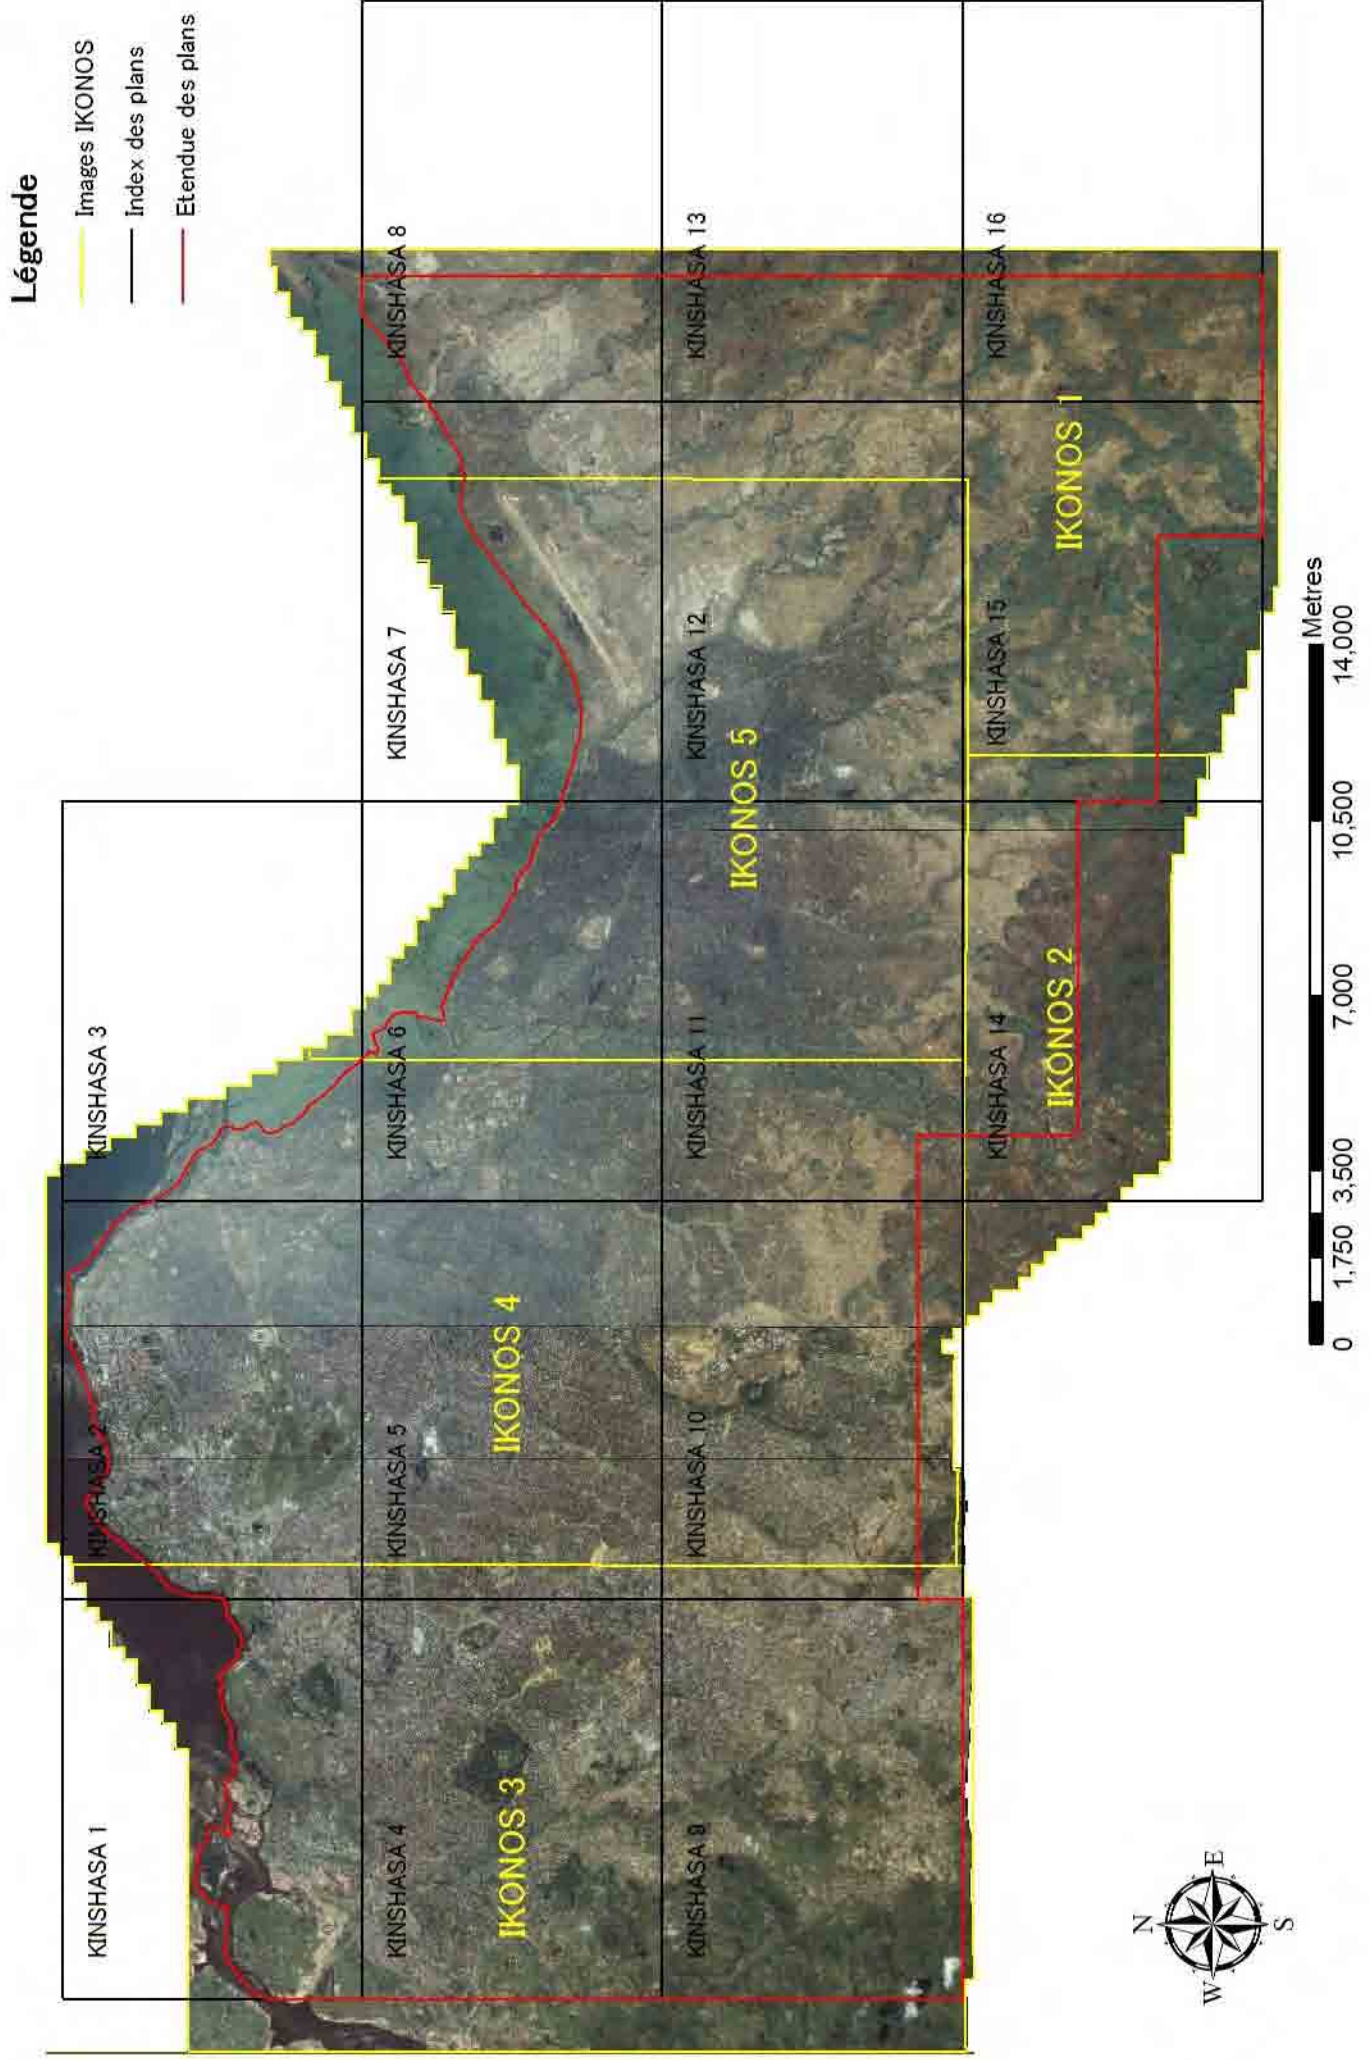 Légende
Images IKONOS
Index des plans
Etendue des plans
KINSHASA 1
KINSHASA 2
KINSHASA 3
KINSHASA 4
KINSHASA 5
KINSHASA 6
KINSHASA 7
KINSHASA 8
KINSHASA 9
KINSHASA 10
KINSHASA 11
KINSHASA 12
KINSHASA 13
KINSHASA 14
KINSHASA 15
KINSHASA 16
IKONOS 3
IKONOS 4
IKONOS 5
IKONOS 2
IKONOS 1
N
W E
S
0 1,750 3,500 7,000 10,500 14,000
Metres